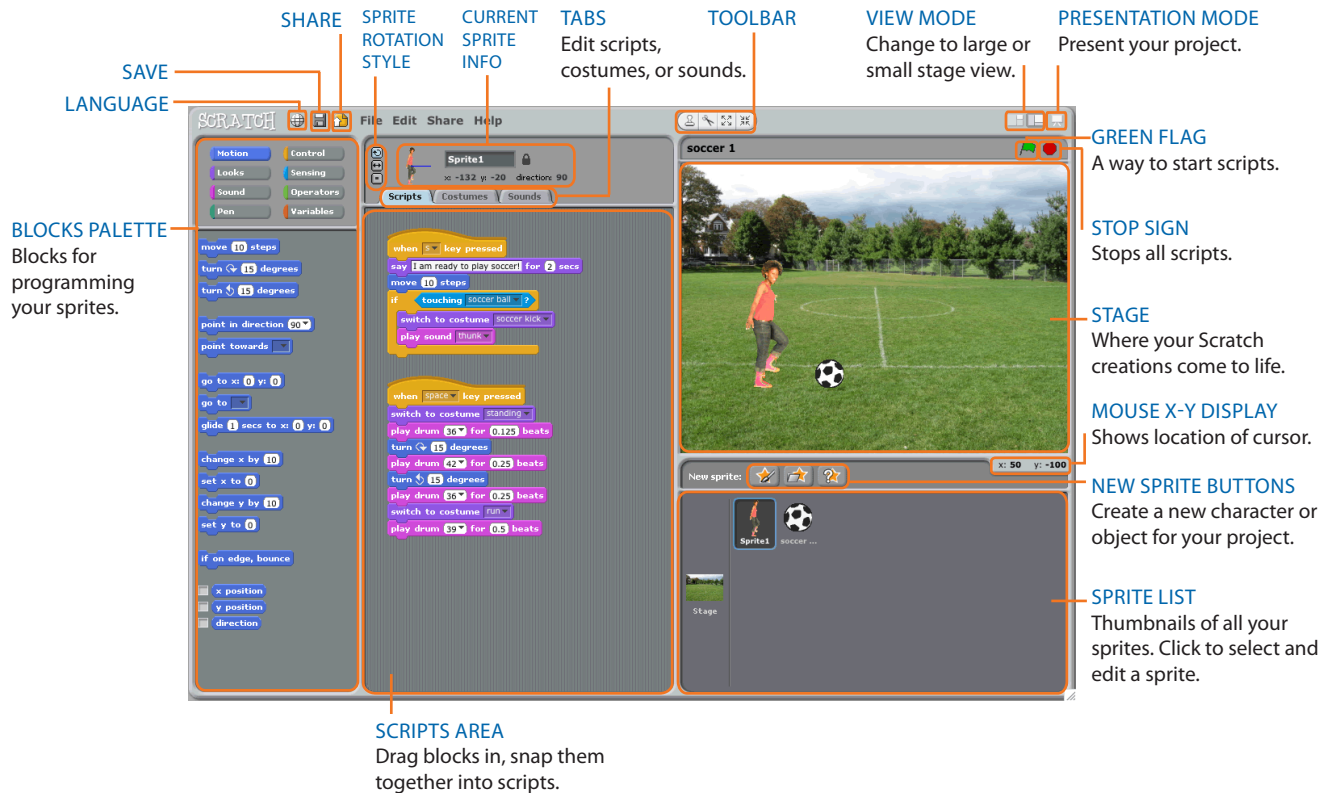 SHARE
SPRITE
ROTATION
STYLE
CURRENT
SPRITE
INFO
TABS
Edit scripts,
costumes, or sounds.
TOOLBAR
VIEW MODE
Change to large or
small stage view.
PRESENTATION MODE
Present your project.
SAVE
LANGUAGE
SCRATCH
File Edit Share Help
Motion Control
Looks Sensing
Sound Operators
Pen Variables
Sprite1
x: -132 y: -20 direction: 90
Scripts Costumes Sounds
soccer 1
GREEN FLAG
A way to start scripts.
STOP SIGN
Stops all scripts.
STAGE
Where your Scratch
creations come to life.
MOUSE X-Y DISPLAY
Shows location of cursor.
NEW SPRITE BUTTONS
Create a new character or
object for your project.
SPRITE LIST
Thumbnails of all your
sprites. Click to select and
edit a sprite.
BLOCKS PALETTE
Blocks for
programming
your sprites.
move 10 steps
turn 15 degrees
turn 15 degrees
point in direction 90
point towards
go to x: 0 y: 0
go to
glide 1 secs to x: 0 y: 0
change x by 10
set x to 0
change y by 10
set y to 0
if on edge, bounce
x position
y position
direction
when s key pressed
say I am ready to play soccer! for 2 secs
move 10 steps
if touching soccer ball ?
switch to costume soccer kick
play sound thunk
when space key pressed
switch to costume standing
play drum 36 for 0.125 beats
turn 15 degrees
play drum 42 for 0.25 beats
turn 15 degrees
play drum 36 for 0.25 beats
switch to costume run
play drum 39 for 0.5 beats
x: 50 y: -100
New sprite:
Sprite1 soccer ...
Stage
SCRIPTS AREA
Drag blocks in, snap them
together into scripts.